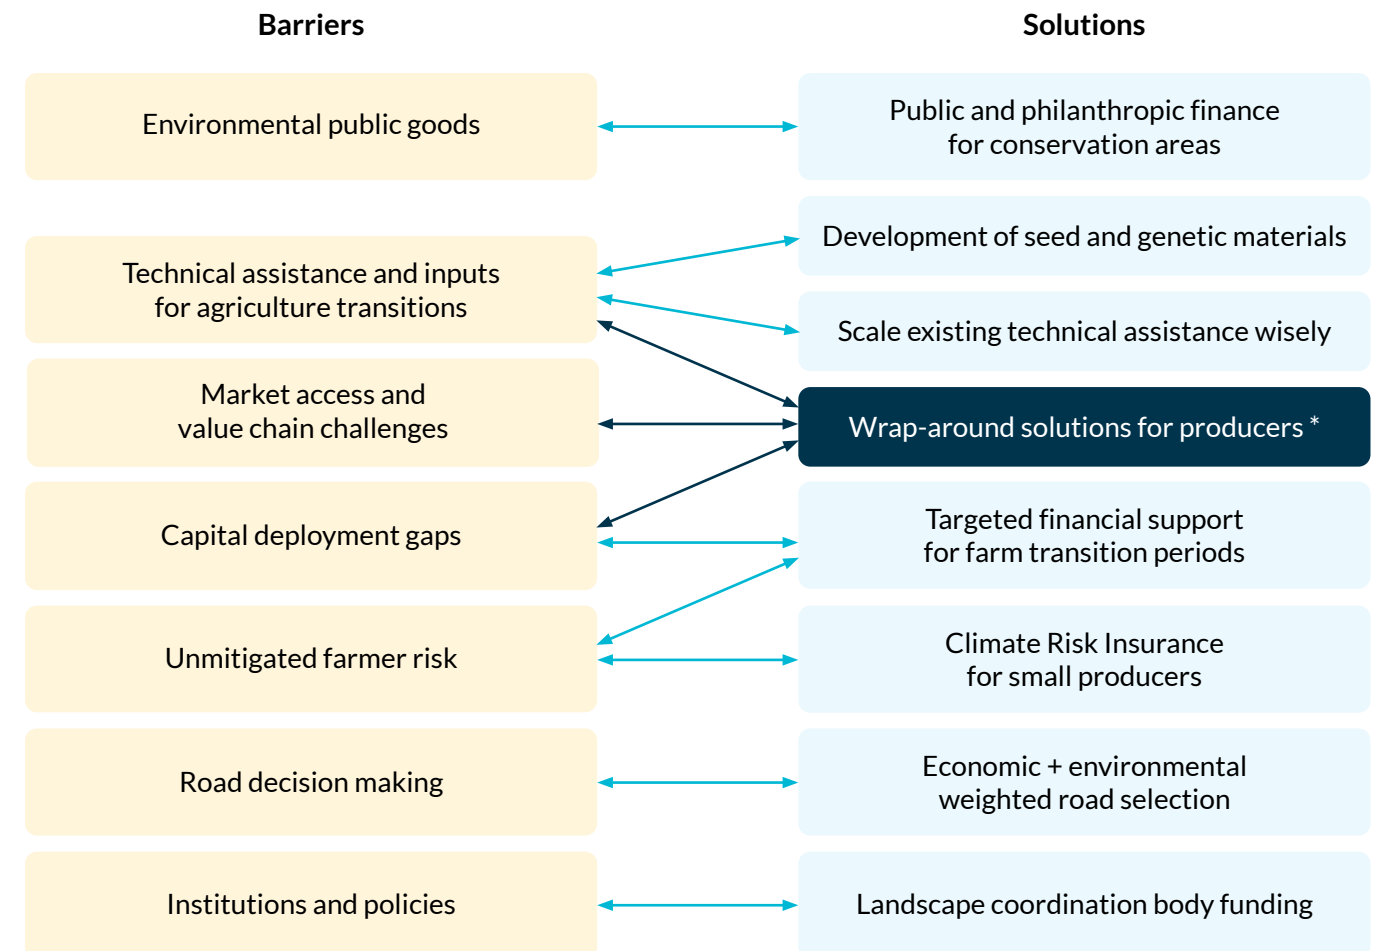 Barriers
Solutions
Environmental public goods
Public and philanthropic finance
for conservation areas
Technical assistance and inputs
for agriculture transitions
Development of seed and genetic materials
Scale existing technical assistance wisely
Market access and
value chain challenges
Wrap-around solutions for producers *
Capital deployment gaps
Targeted financial support
for farm transition periods
Unmitigated farmer risk
Climate Risk Insurance
for small producers
Road decision making
Economic + environmental
weighted road selection
Institutions and policies
Landscape coordination body funding